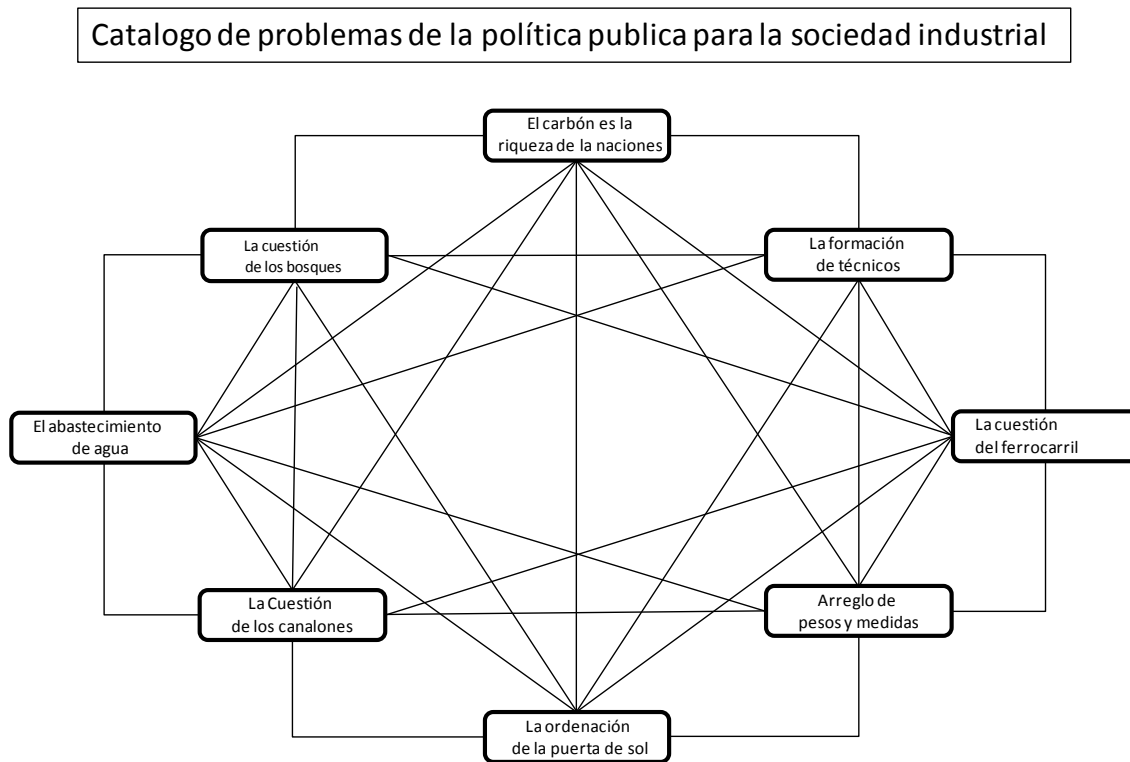 Catalogo de problemas de la política publica para la sociedad industrial
El carbón es la
riqueza de la naciones
La cuestión
de los bosques
La formación
de técnicos
El abastecimiento
de agua
La cuestión
del ferrocarril
La Cuestión
de los canalones
Arreglo de
pesos y medidas
La ordenación
de la puerta de sol